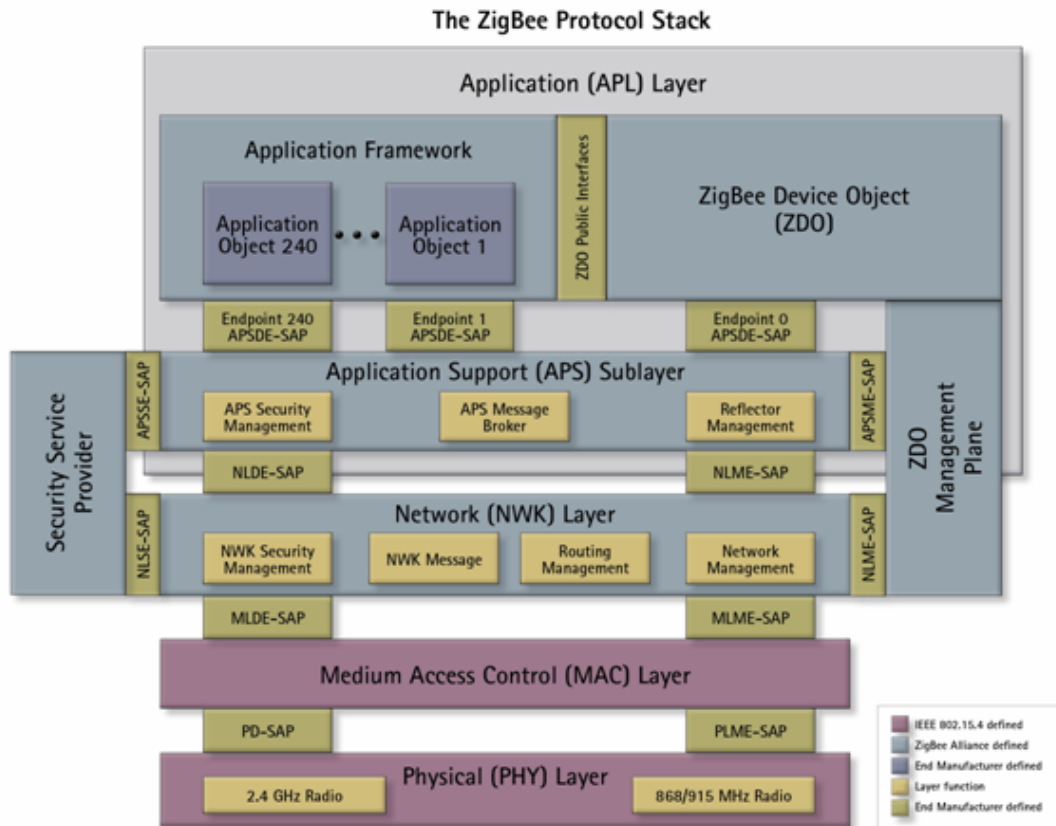 The ZigBee Protocol Stack
Application (APL) Layer
Application Framework
Application
Object 240
Application
Object 1
ZDO Public Interfaces
ZigBee Device Object
(ZDO)
Endpoint 240
APSDE-SAP
Endpoint 1
APSDE-SAP
Endpoint 0
APSDE-SAP
Security Service
Provider
APSSE-SAP
Application Support (APS) Sublayer
APS Security
Management
APS Message
Broker
Reflector
Management
APSME-SAP
ZDO
Management
Plane
NLDE-SAP
NLME-SAP
NLSE-SAP
Network (NWK) Layer
NWK Security
Management
NWK Message
Routing
Management
Network
Management
NLME-SAP
MLDE-SAP
MLME-SAP
Medium Access Control (MAC) Layer
PD-SAP
PLME-SAP
Physical (PHY) Layer
2.4 GHz Radio
868/915 MHz Radio
IEEE 802.15.4 defined
ZigBee Alliance defined
End Manufacturer defined
Layer function
End Manufacturer defined